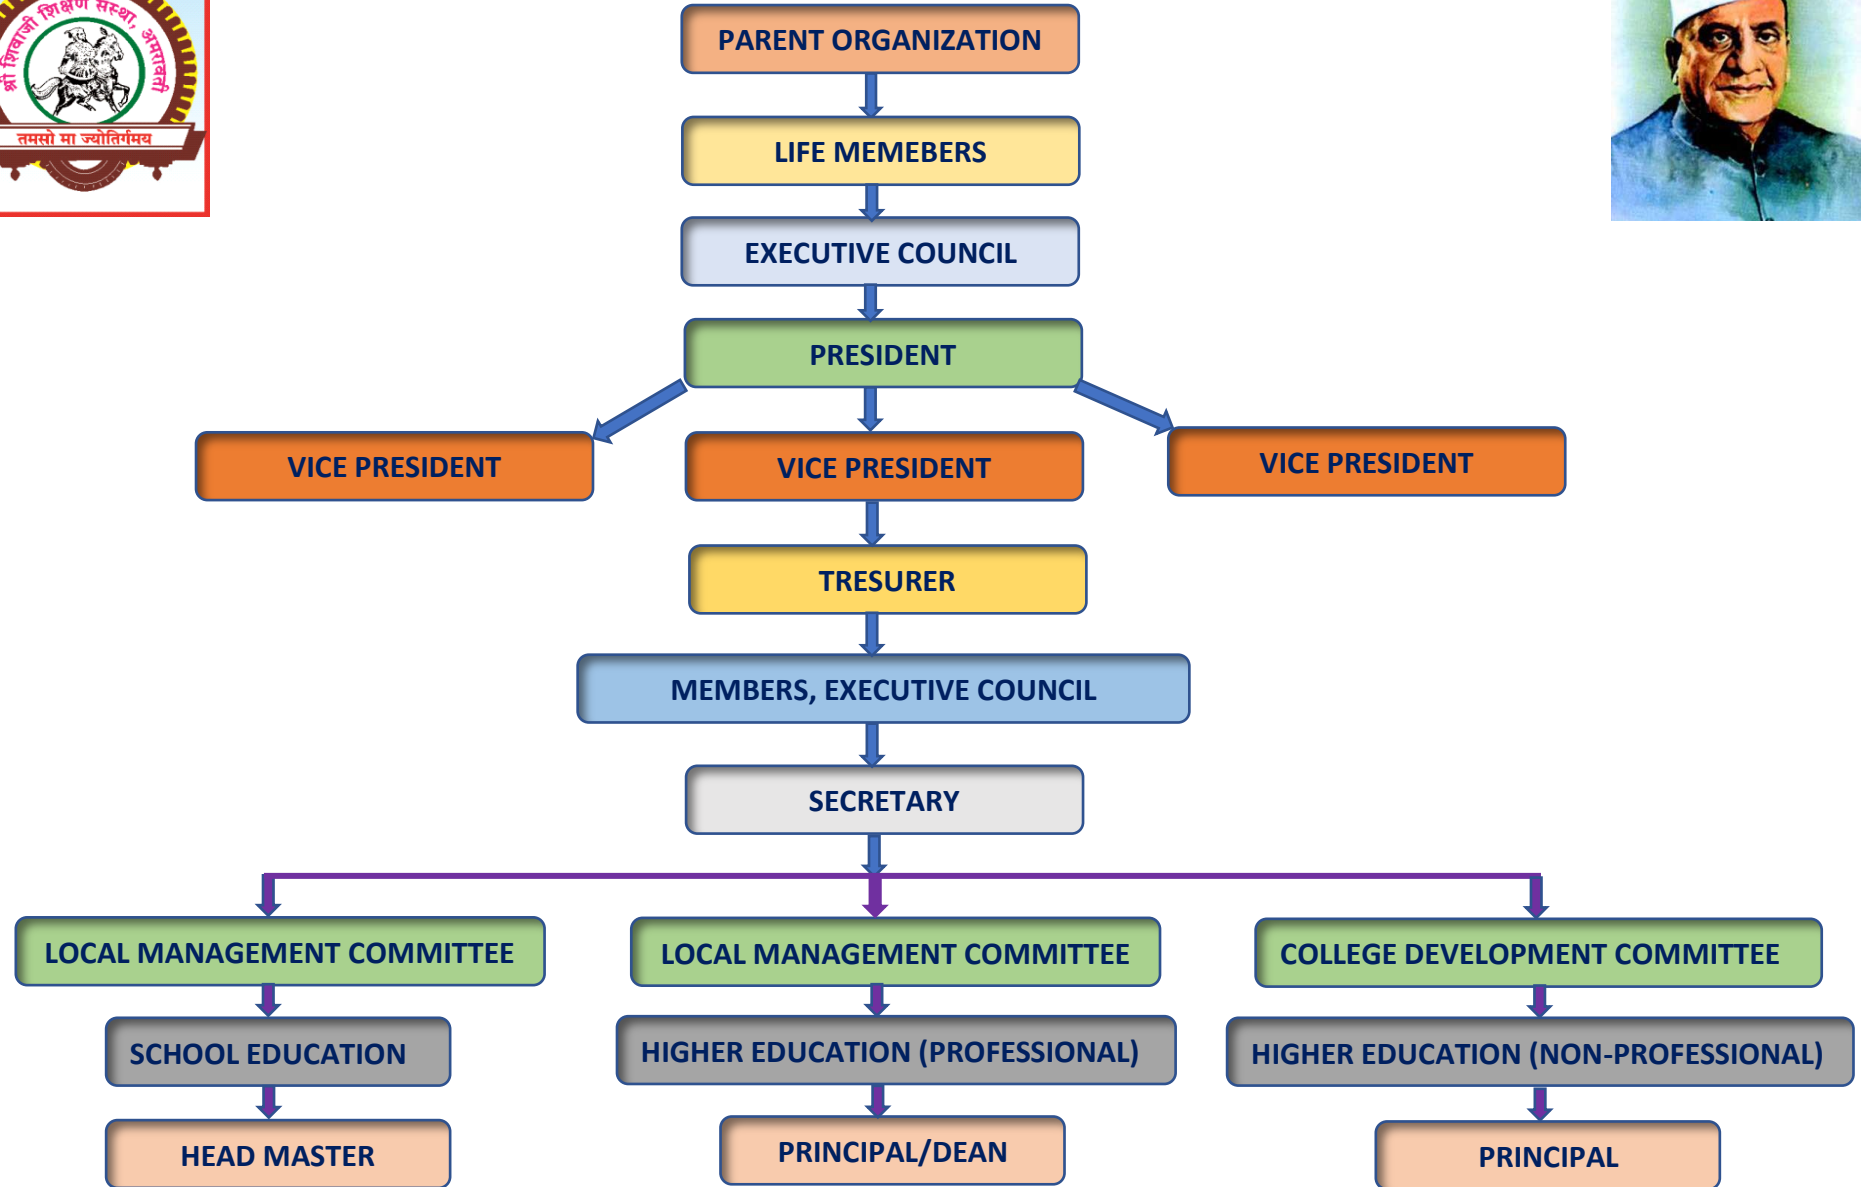 श्री शिवाजी शिक्षण संस्था, अमरावती
तमसो मा ज्योतिर्गमय
PARENT ORGANIZATION
LIFE MEMEBERS
EXECUTIVE COUNCIL
PRESIDENT
VICE PRESIDENT
VICE PRESIDENT
VICE PRESIDENT
TRESURER
MEMBERS, EXECUTIVE COUNCIL
SECRETARY
LOCAL MANAGEMENT COMMITTEE
LOCAL MANAGEMENT COMMITTEE
COLLEGE DEVELOPMENT COMMITTEE
SCHOOL EDUCATION
HIGHER EDUCATION (PROFESSIONAL)
HIGHER EDUCATION (NON-PROFESSIONAL)
HEAD MASTER
PRINCIPAL/DEAN
PRINCIPAL